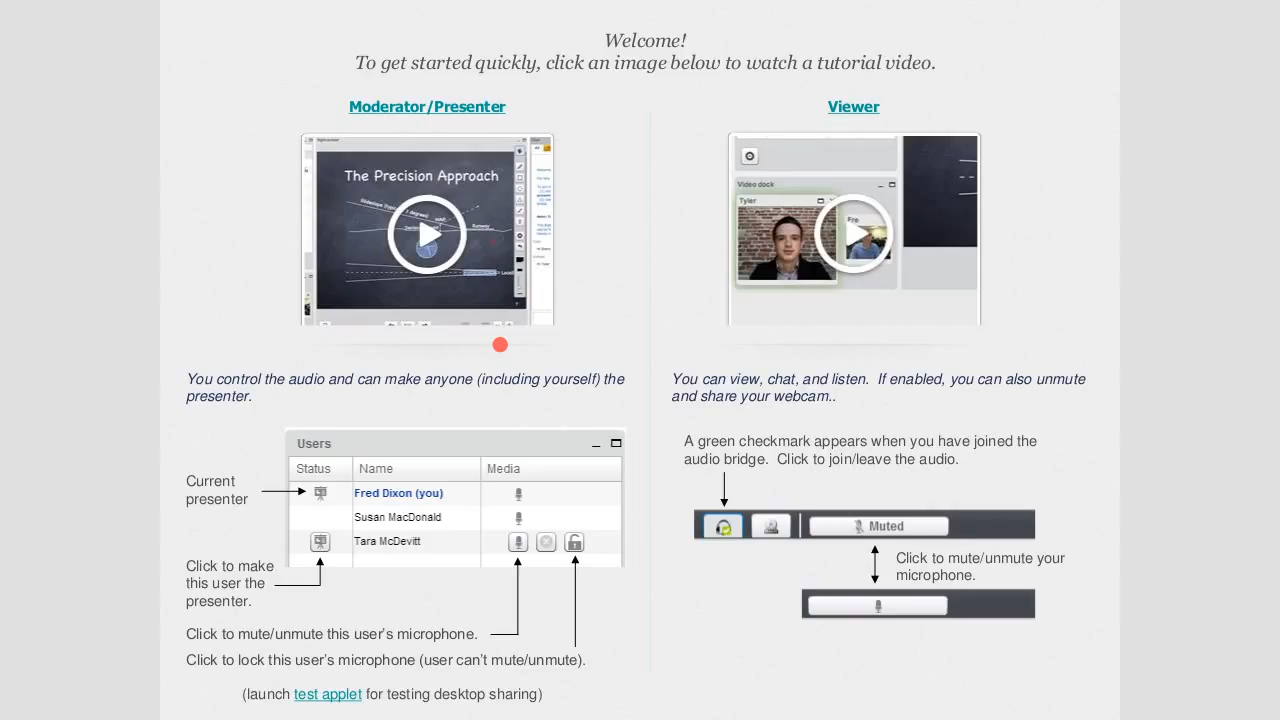 Welcome!
To get started quickly, click an image below to watch a tutorial video.
Moderator/Presenter
The Precision Approach
Runway
You control the audio and can make anyone (including yourself) the
presenter.
Users
Status Name Media
Current
presenter
Fred Dixon (you)
Susan MacDonald
Tara McDevitt
Click to make
this user the
presenter.
Click to mute/unmute this user's microphone.
Click to lock this user's microphone (user can't mute/unmute).
(launch test applet for testing desktop sharing)
Viewer
Video dock
Tyler
Fre
You can view, chat, and listen.  If enabled, you can also unmute
and share your webcam..
A green checkmark appears when you have joined the
audio bridge.  Click to join/leave the audio.
Muted
Click to mute/unmute your
microphone.